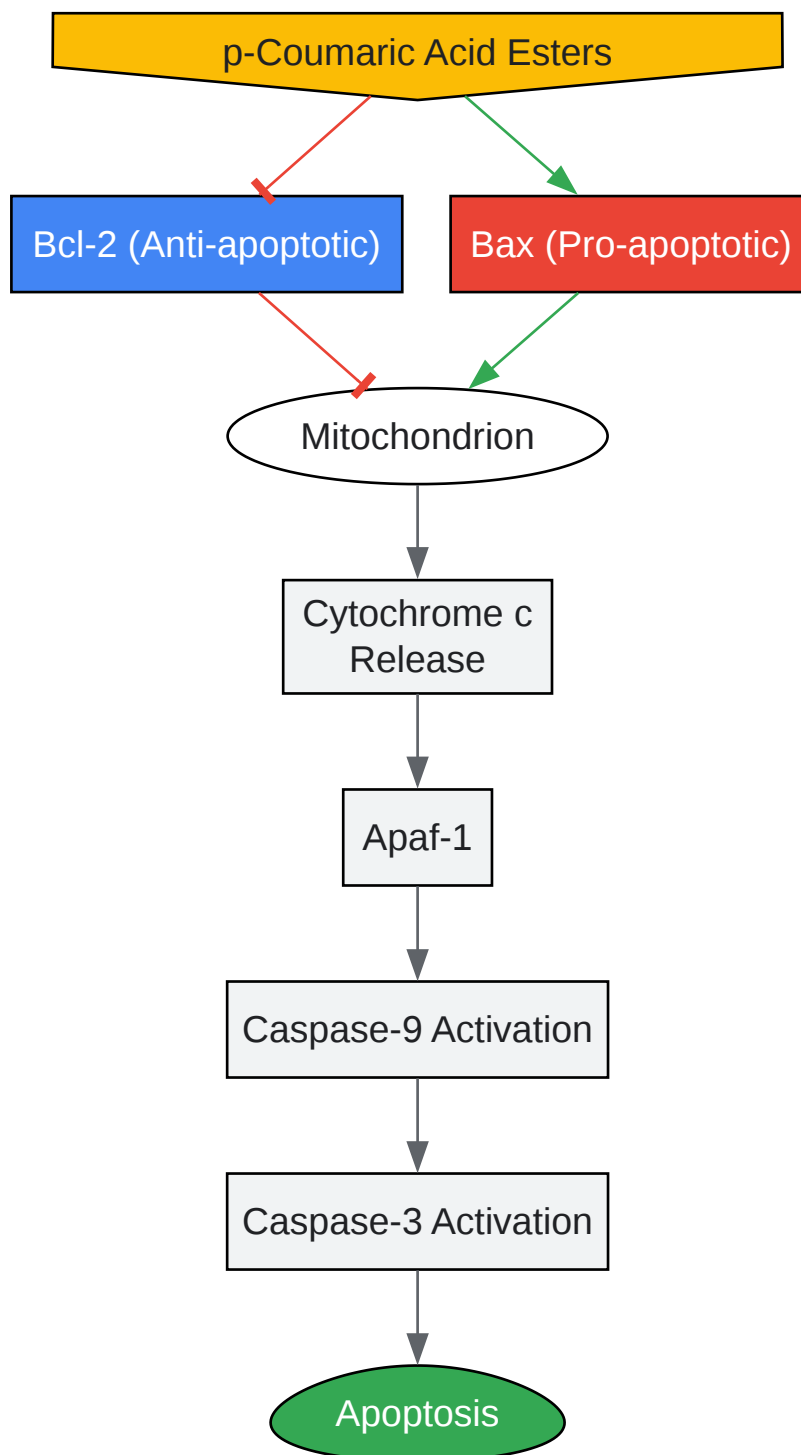 p-Coumaric Acid Esters
Bcl-2 (Anti-apoptotic)
Bax (Pro-apoptotic)
Mitochondrion
Cytochrome c
Release
Apaf-1
Caspase-9 Activation
Caspase-3 Activation
Apoptosis